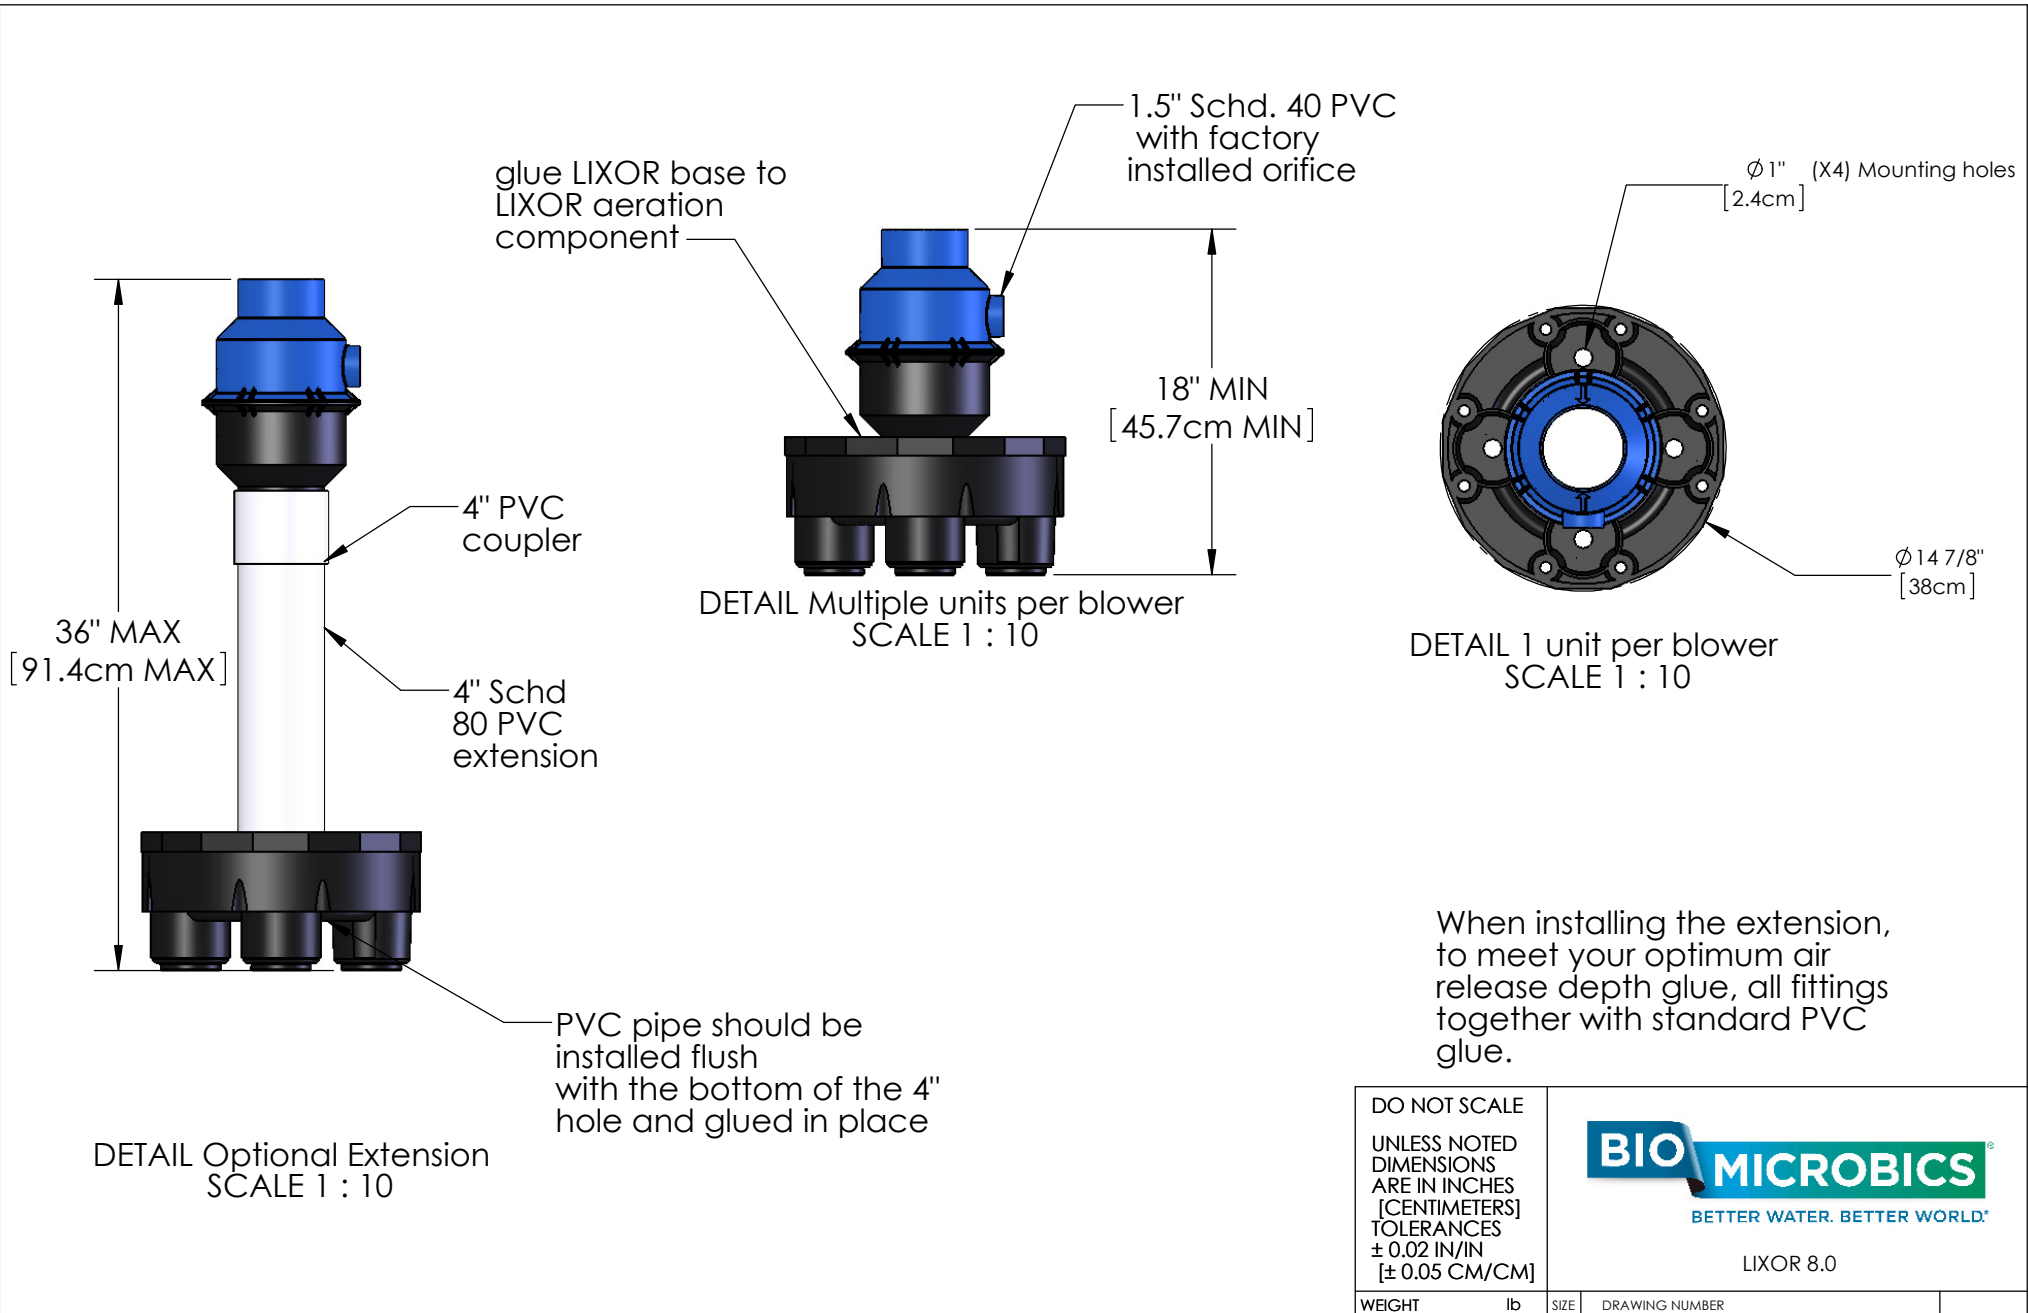 1.5" Schd. 40 PVC
with factory
installed orifice
glue LIXOR base to
LIXOR aeration
component
Ø 1" (X4) Mounting holes
[2.4cm]
18" MIN
[45.7cm MIN]
4" PVC
coupler
Ø 14 7/8"
[38cm]
DETAIL Multiple units per blower
SCALE 1 : 10
36" MAX
[91.4cm MAX]
DETAIL 1 unit per blower
SCALE 1 : 10
4" Schd
80 PVC
extension
When installing the extension,
to meet your optimum air
release depth glue, all fittings
together with standard PVC
glue.
PVC pipe should be
installed flush
with the bottom of the 4"
hole and glued in place
DETAIL Optional Extension
SCALE 1 : 10
DO NOT SCALE
UNLESS NOTED
DIMENSIONS
ARE IN INCHES
[CENTIMETERS]
TOLERANCES
± 0.02 IN/IN
[± 0.05 CM/CM]
BIO MICROBICS®
BETTER WATER. BETTER WORLD.®
LIXOR 8.0
WEIGHT lb
SIZE
DRAWING NUMBER